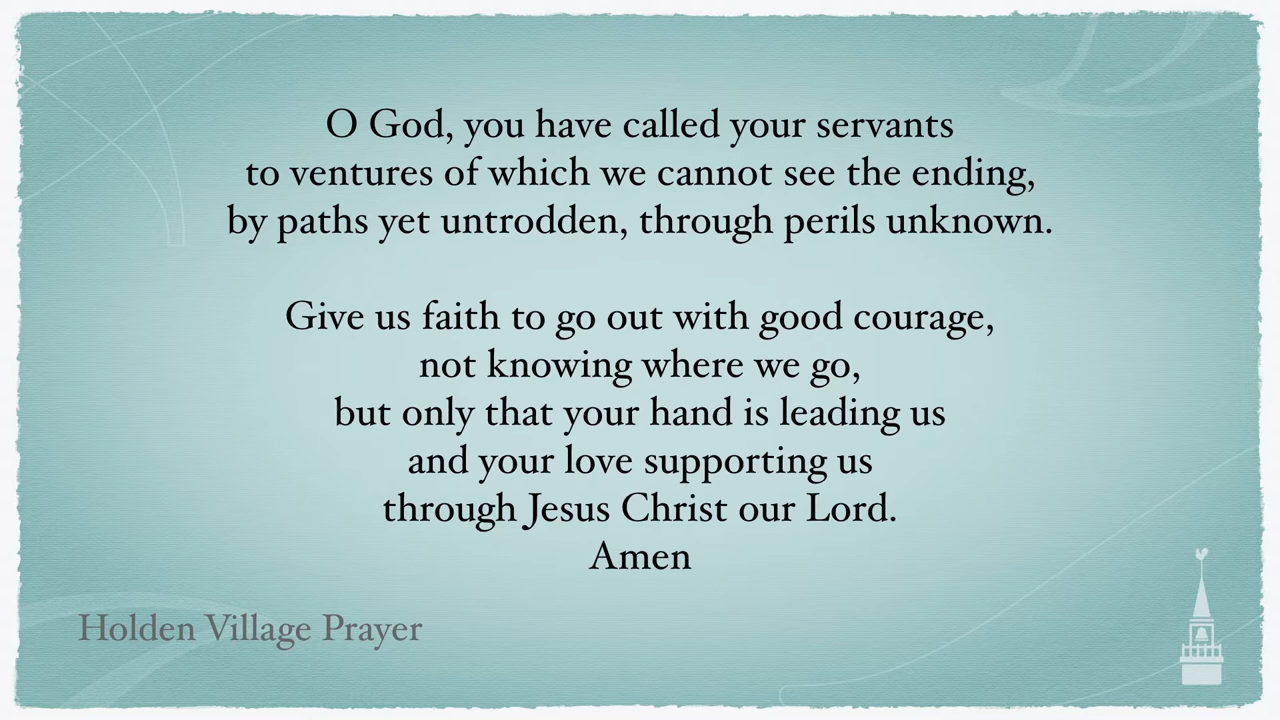 O God, you have called your servants
to ventures of which we cannot see the ending,
by paths yet untrodden, through perils unknown.
Give us faith to go out with good courage,
not knowing where we go,
but only that your hand is leading us
and your love supporting us
through Jesus Christ our Lord.
Amen
Holden Village Prayer